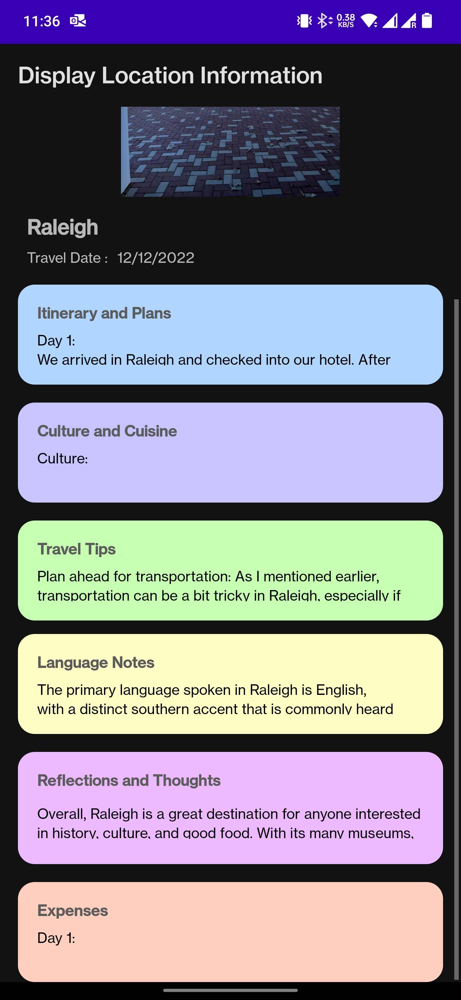 11:36
0.38
KB/S
R
Display Location Information
Raleigh
Travel Date : 12/12/2022
Itinerary and Plans
Day 1:
We arrived in Raleigh and checked into our hotel. After
Culture and Cuisine
Culture:
Travel Tips
Plan ahead for transportation: As I mentioned earlier,
transportation can be a bit tricky in Raleigh, especially if
Language Notes
The primary language spoken in Raleigh is English,
with a distinct southern accent that is commonly heard
Reflections and Thoughts
Overall, Raleigh is a great destination for anyone interested
in history, culture, and good food. With its many museums,
Expenses
Day 1: